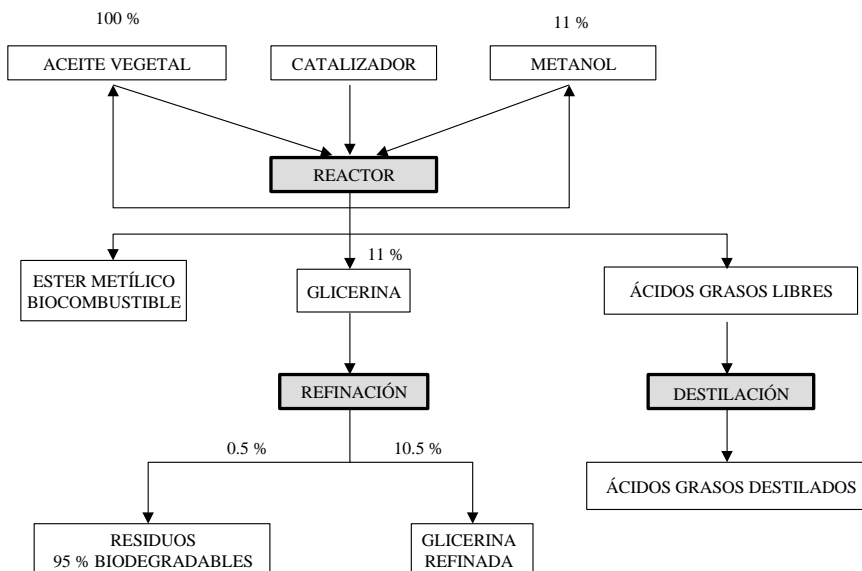 100 %
11 %
ACEITE VEGETAL
CATALIZADOR
METANOL
REACTOR
11 %
ESTER METÍLICO
BIOCOMBUSTIBLE
GLICERINA
ÁCIDOS GRASOS LIBRES
REFINACIÓN
DESTILACIÓN
0.5 %
10.5 %
ÁCIDOS GRASOS DESTILADOS
RESIDUOS
95 % BIODEGRADABLES
GLICERINA
REFINADA